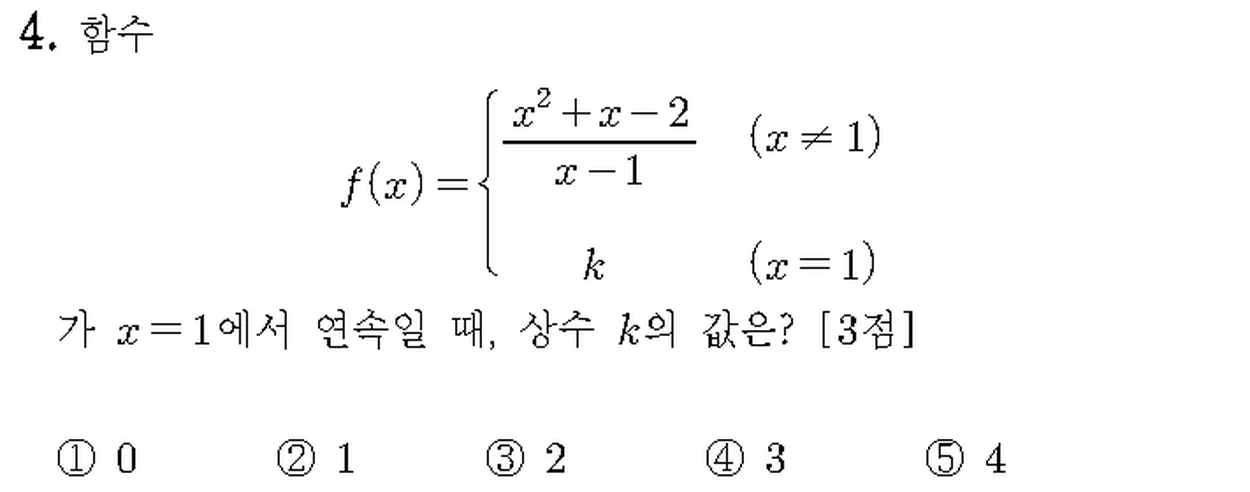 4. 함수
f(x) = { (x² + x − 2)/(x − 1) (x ≠ 1)
k (x = 1)
가 x = 1에서 연속일 때, 상수 k의 값은? [3점]
① 0 ② 1 ③ 2 ④ 3 ⑤ 4